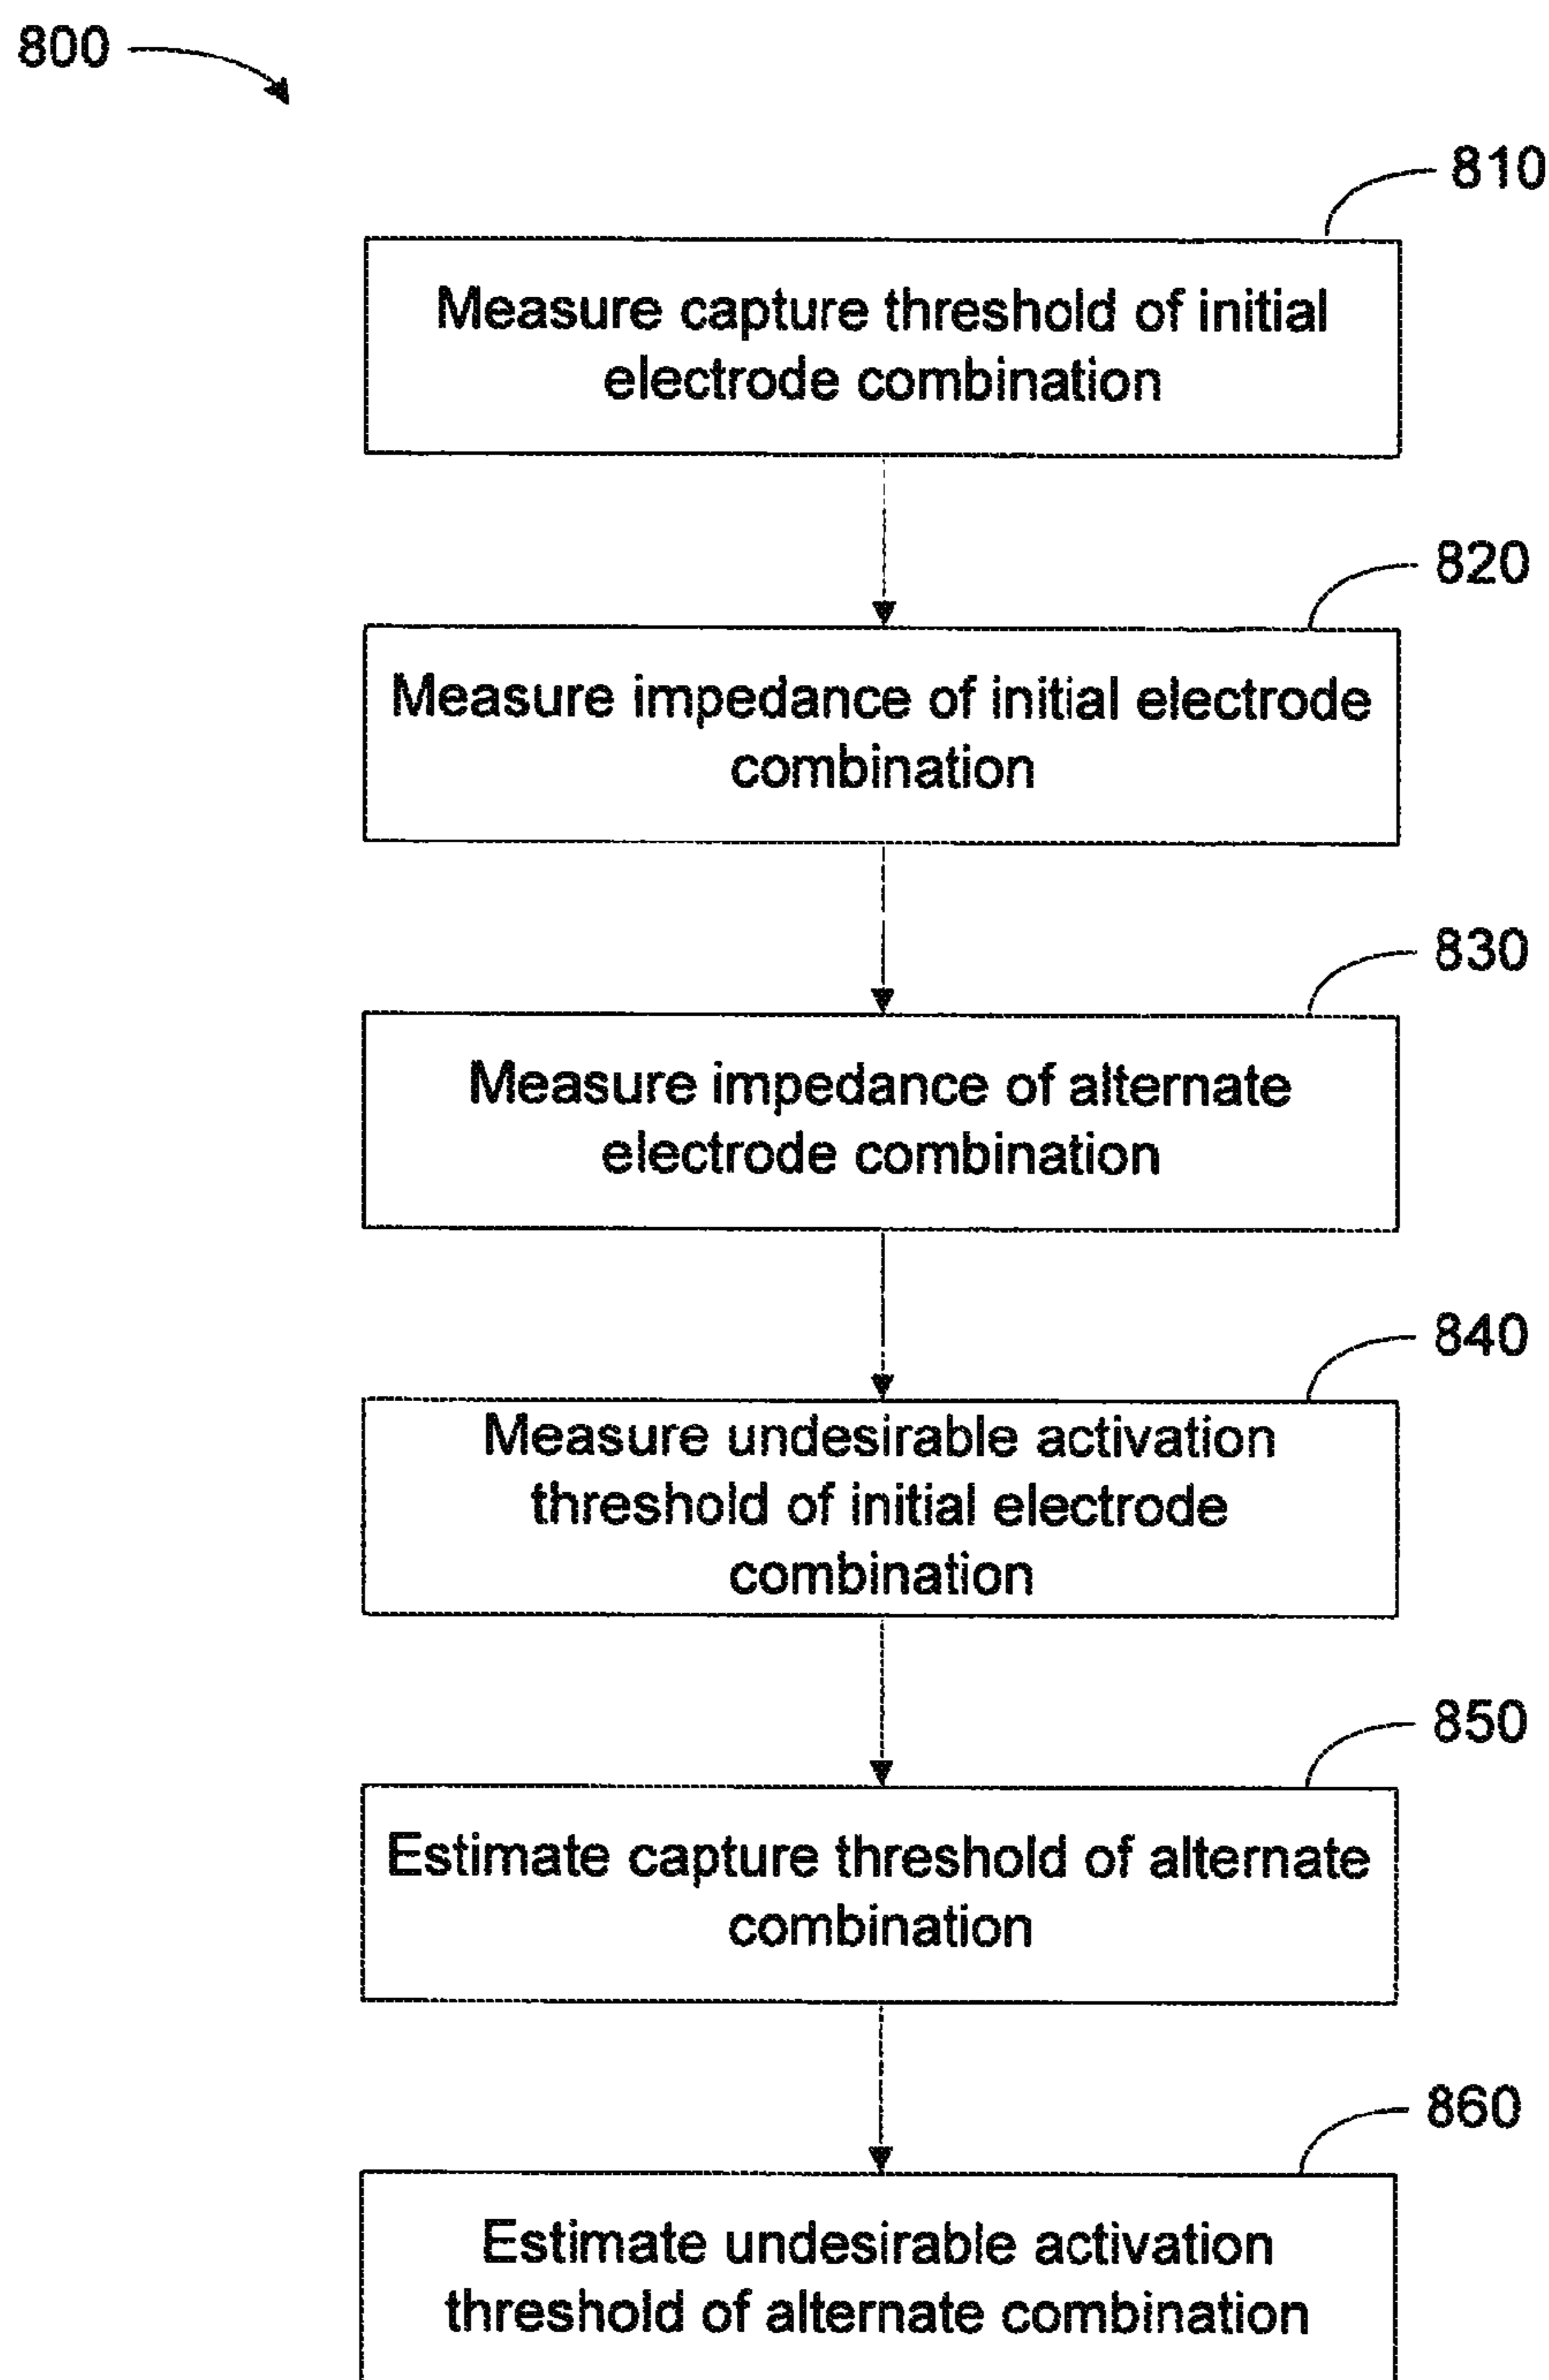 800
810
Measure capture threshold of initial
electrode combination
820
Measure impedance of initial electrode
combination
830
Measure impedance of alternate
electrode combination
840
Measure undesirable activation
threshold of initial electrode
combination
850
Estimate capture threshold of alternate
combination
860
Estimate undesirable activation
threshold of alternate combination